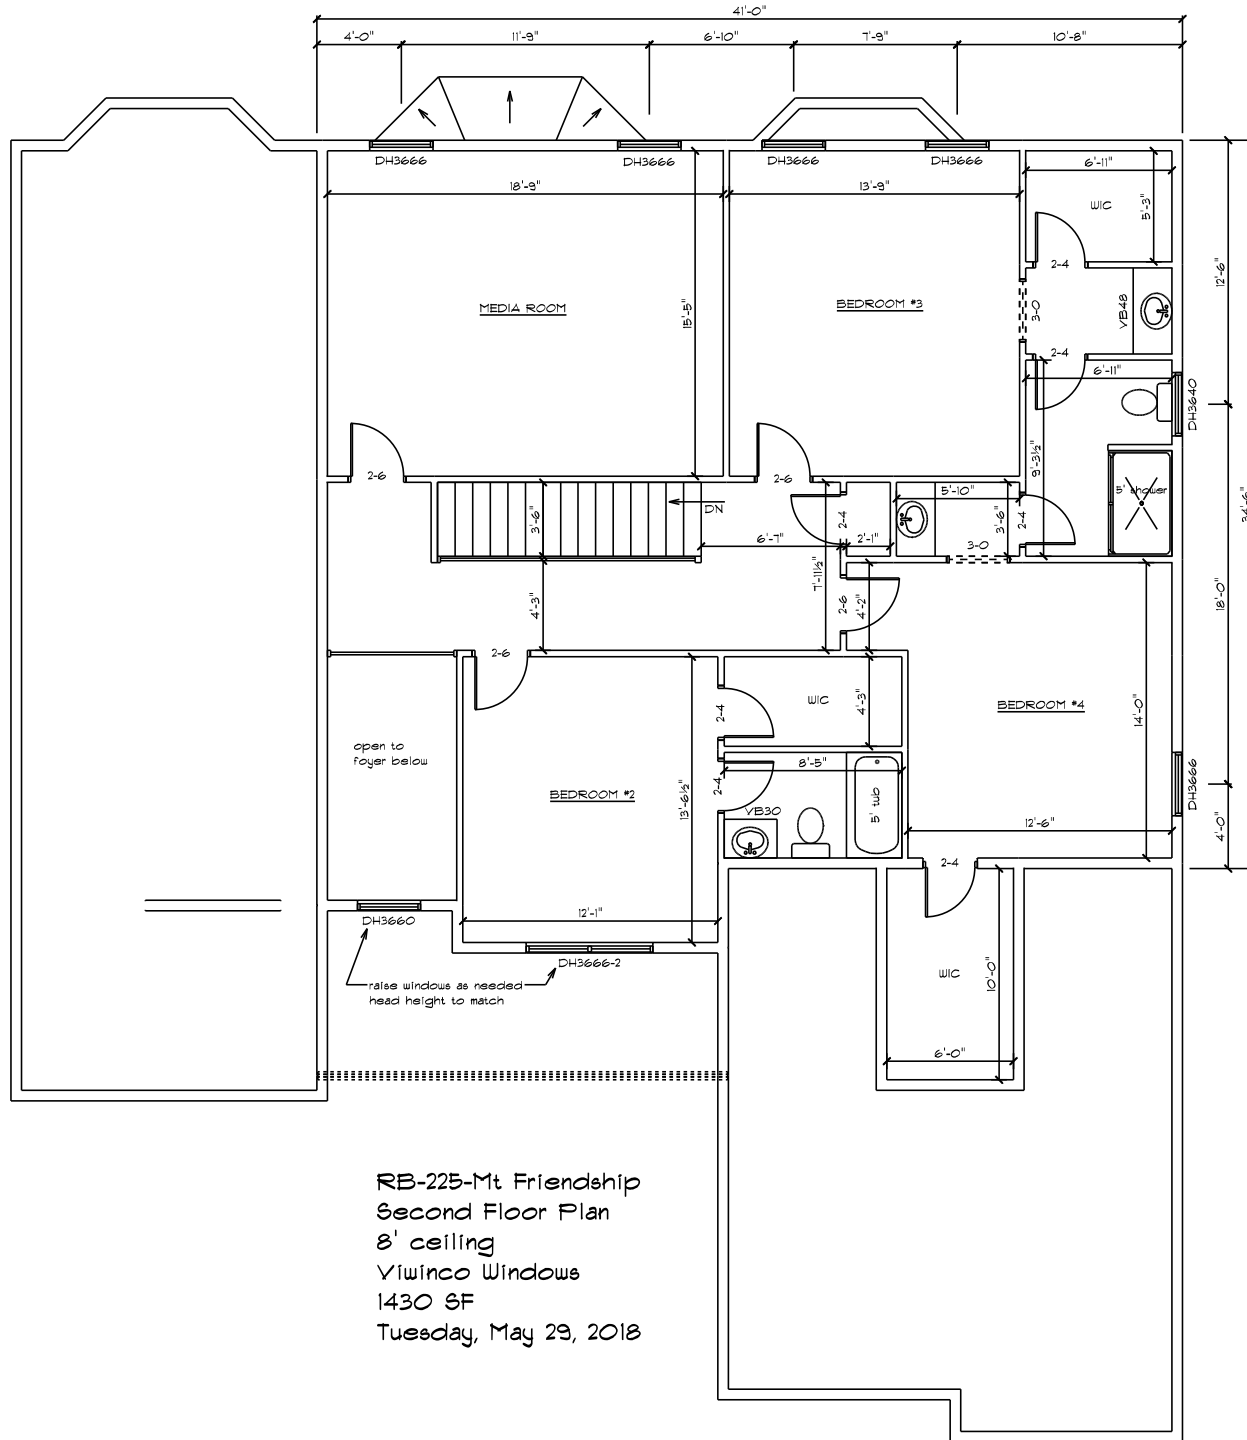 41'-0"
4'-0" 11'-9" 6'-10" 7'-9" 10'-8"
DH3666 DH3666 DH3666 DH3666
6'-11"
18'-9" 13'-9"
WIC
5'-3"
2-4
12'-6"
MEDIA ROOM
15'-5"
BEDROOM #3
3-0
VB48
2-4
6'-11"
DH3640
9'-3½"
2-6
2-6
DN
3'-6"
6'-7"
2-4
2'-1"
5'-10"
3'-6"
2-4
3-0
5' shower
34'-6"
7'-11½"
4'-3"
2-6
4'-2"
18'-0"
2-6
WIC
4'-3"
2-4
BEDROOM #4
14'-0"
open to
foyer below
BEDROOM #2
13'-6½"
2-4
8'-5"
VB30
5' tub
DH3666
12'-6"
4'-0"
2-4
DH3660
12'-1"
DH3666-2
raise windows as needed
head height to match
WIC
10'-0"
6'-0"
RB-225-Mt Friendship
Second Floor Plan
8' ceiling
Viwinco Windows
1430 SF
Tuesday, May 29, 2018